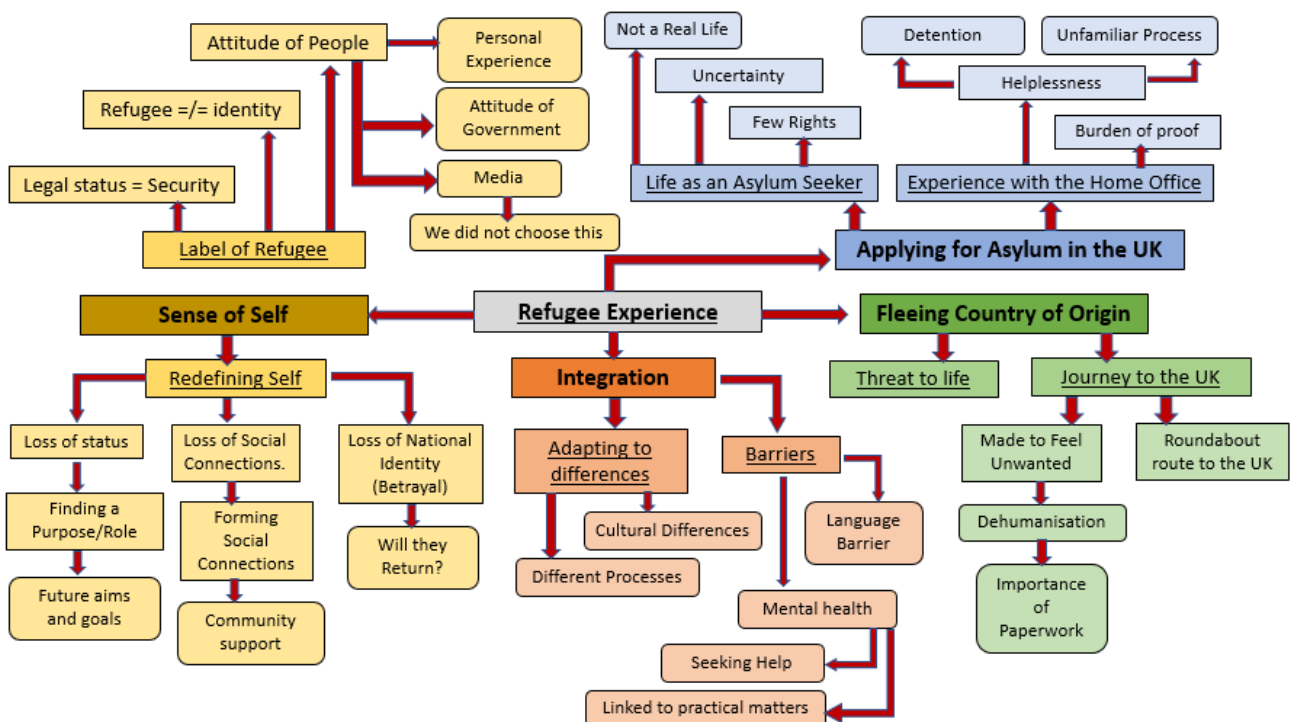 Attitude of People
Personal
Experience
Attitude of
Government
Media
We did not choose this
Refugee =/= identity
Legal status = Security
Label of Refugee
Not a Real Life
Uncertainty
Few Rights
Life as an Asylum Seeker
Detention
Unfamiliar Process
Helplessness
Burden of proof
Experience with the Home Office
Applying for Asylum in the UK
Sense of Self
Refugee Experience
Fleeing Country of Origin
Redefining Self
Loss of status
Finding a
Purpose/Role
Future aims
and goals
Loss of Social
Connections.
Forming
Social
Connections
Community
support
Loss of National
Identity
(Betrayal)
Will they
Return?
Integration
Adapting to
differences
Cultural Differences
Different Processes
Barriers
Language
Barrier
Mental health
Seeking Help
Linked to practical matters
Threat to life
Journey to the UK
Made to Feel
Unwanted
Dehumanisation
Importance
of
Paperwork
Roundabout
route to the UK